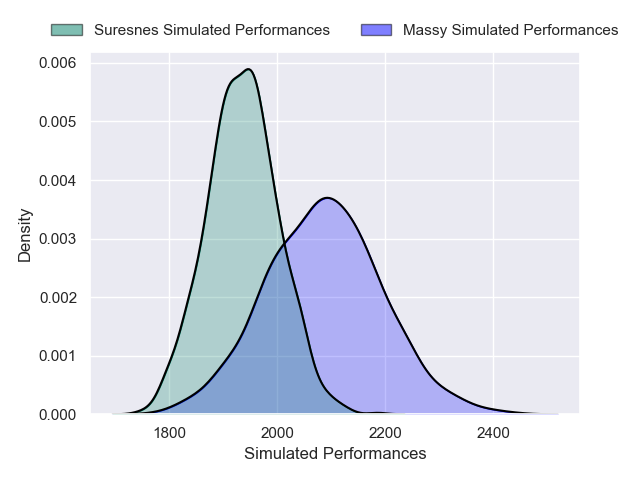 Suresnes Simulated Performances Massy Simulated Performances
0.006
0.005
0.004
0.003
0.002
0.001
0.000
Density
1800 2000 2200 2400
Simulated Performances